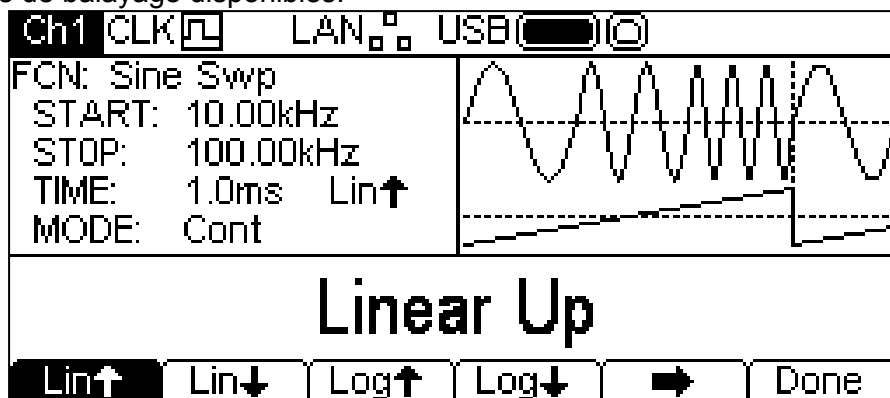 de balayage disponibles.
Ch1 CLK LAN USB
FCN: Sine Swp
START: 10.00kHz
STOP: 100.00kHz
TIME: 1.0ms Lin↑
MODE: Cont
Linear Up
Lin↑ Lin↓ Log↑ Log↓ ➡ Done